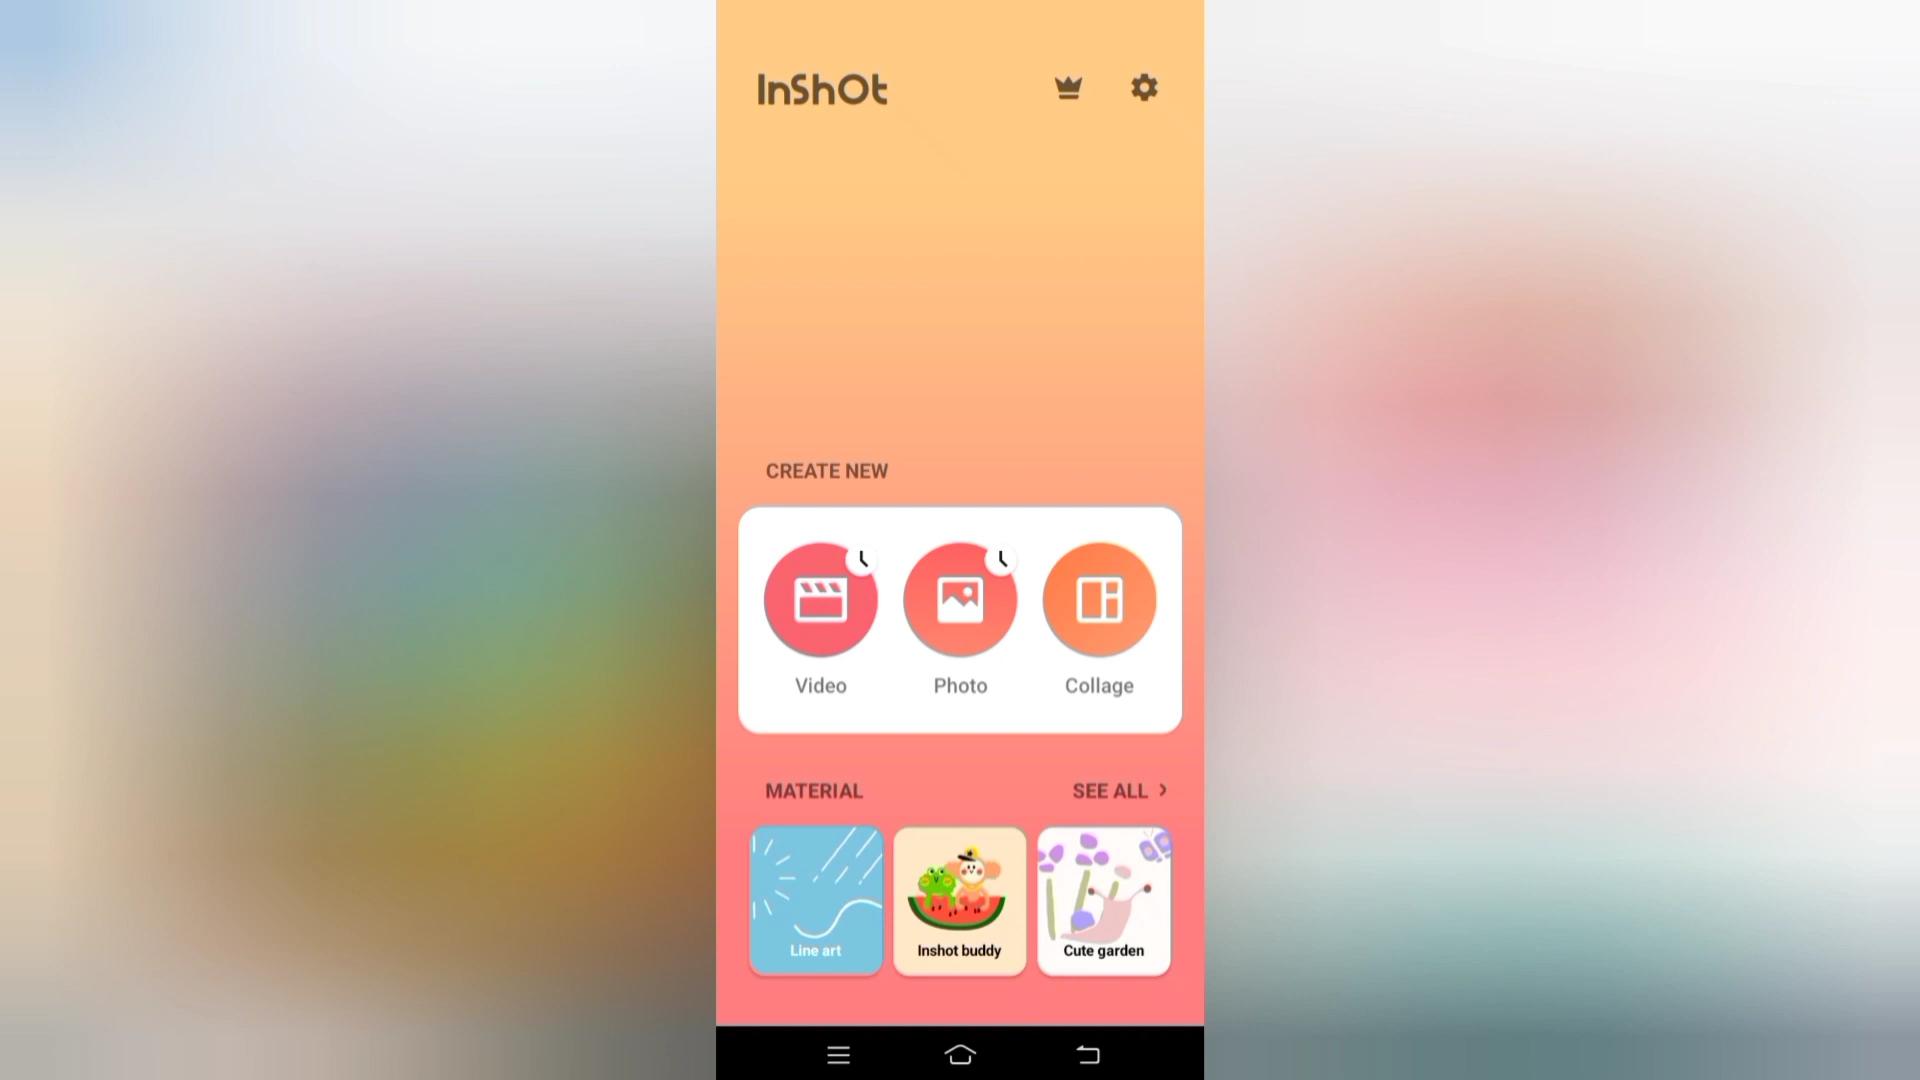 InShOt
CREATE NEW
Video Photo Collage
MATERIAL SEE ALL >
Line art Inshot buddy Cute garden